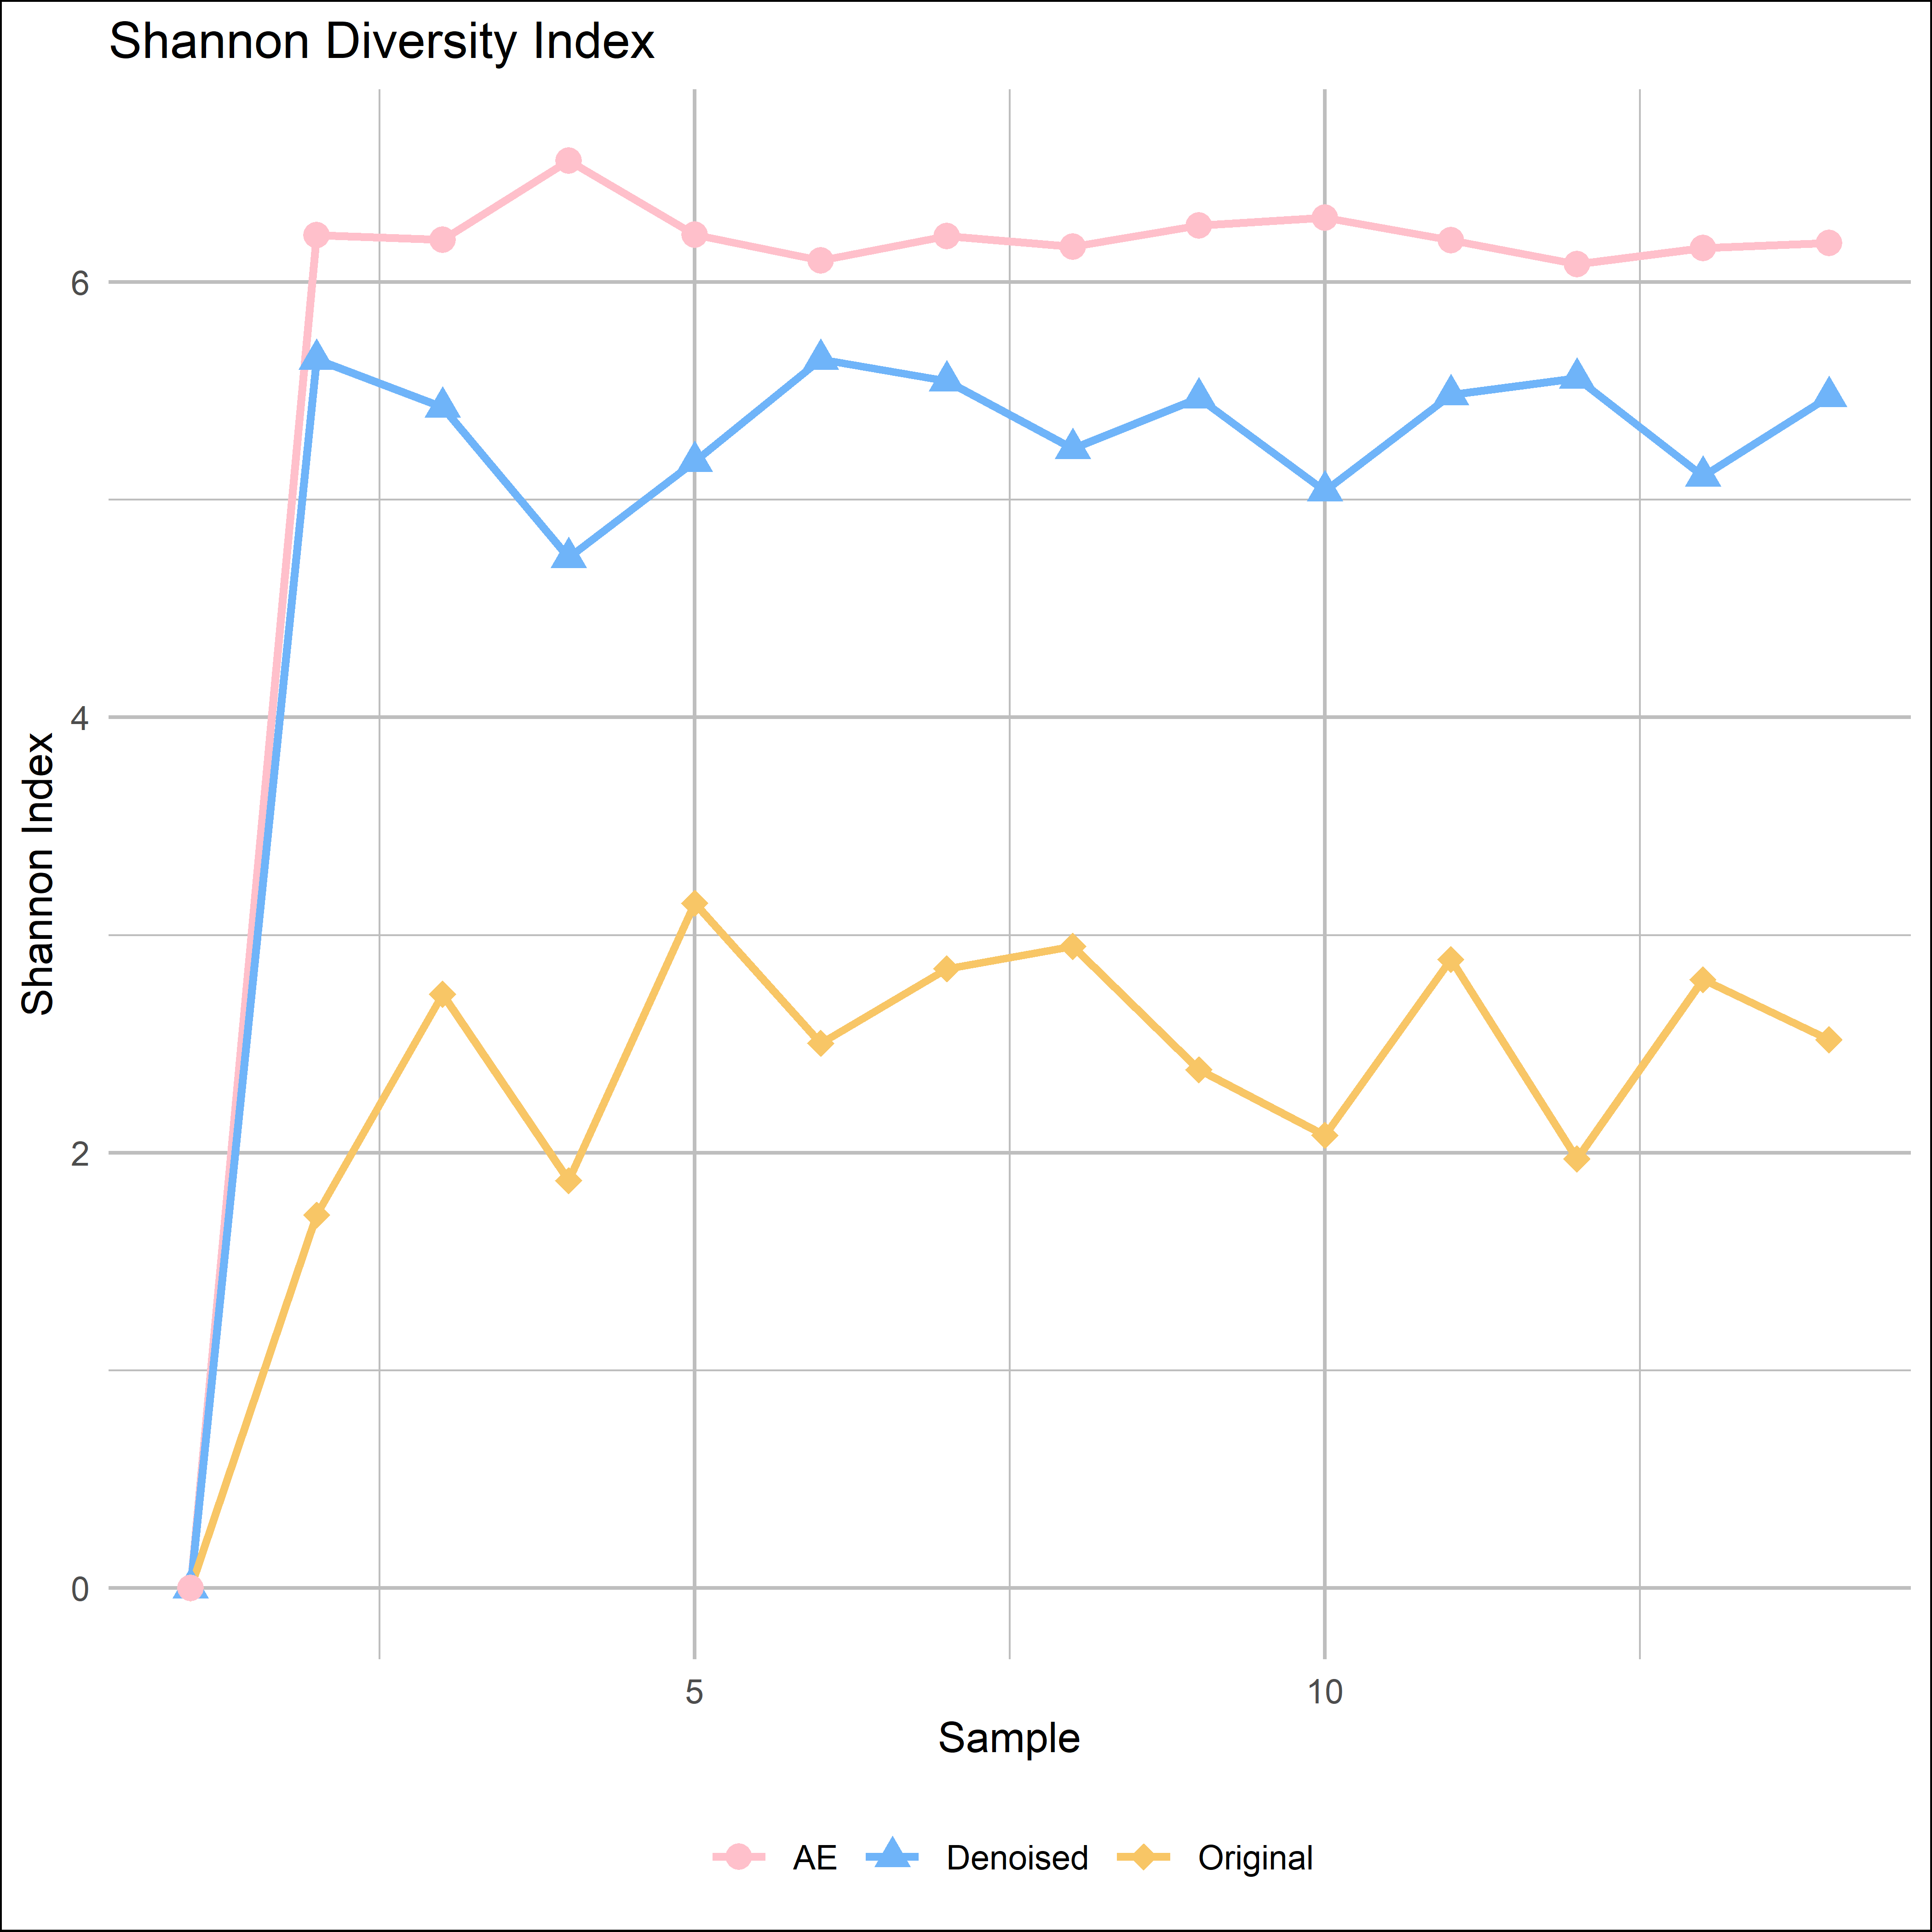 Shannon Diversity Index
Shannon Index
6
4
2
0
5 10
Sample
AE Denoised Original